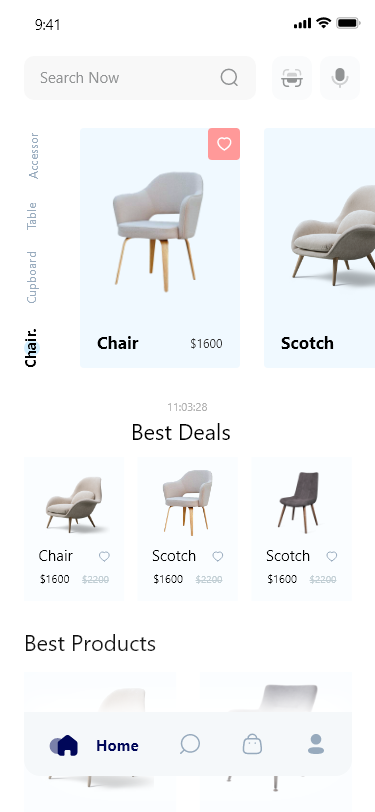 9:41
Search Now
Accessor
Table
Cupboard
Chair.
Chair $1600
Scotch
11:03:28
Best Deals
Chair
$1600 $2200
Scotch
$1600 $2200
Scotch
$1600 $2200
Best Products
Home